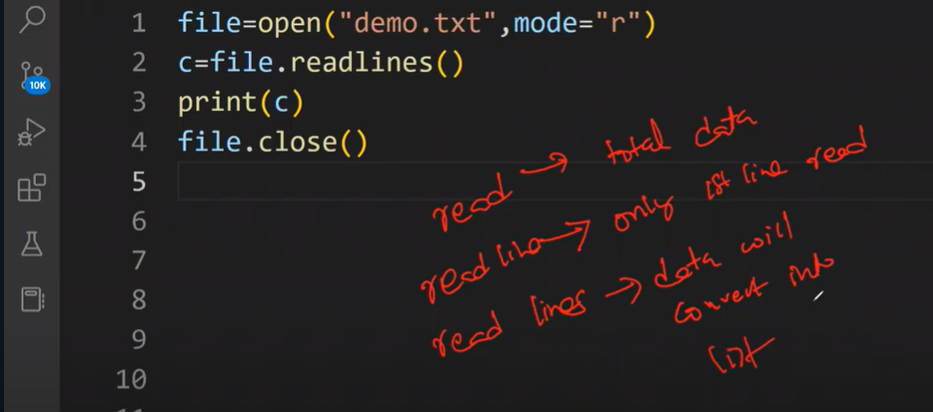 1 file=open("demo.txt",mode="r")
2 c=file.readlines()
3 print(c)
4 file.close()
5
6
7
8
9
10
10K
read → total data
readline → only 1st line read
read lines → data will
convert into
list